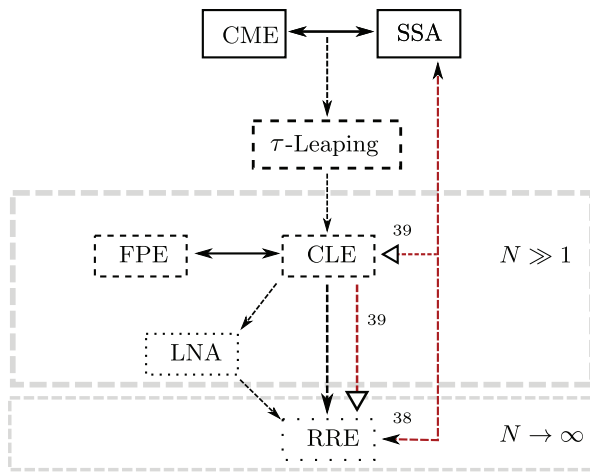 CME
SSA
τ-Leaping
39
FPE
CLE
N ≫ 1
39
LNA
38
RRE
N → ∞